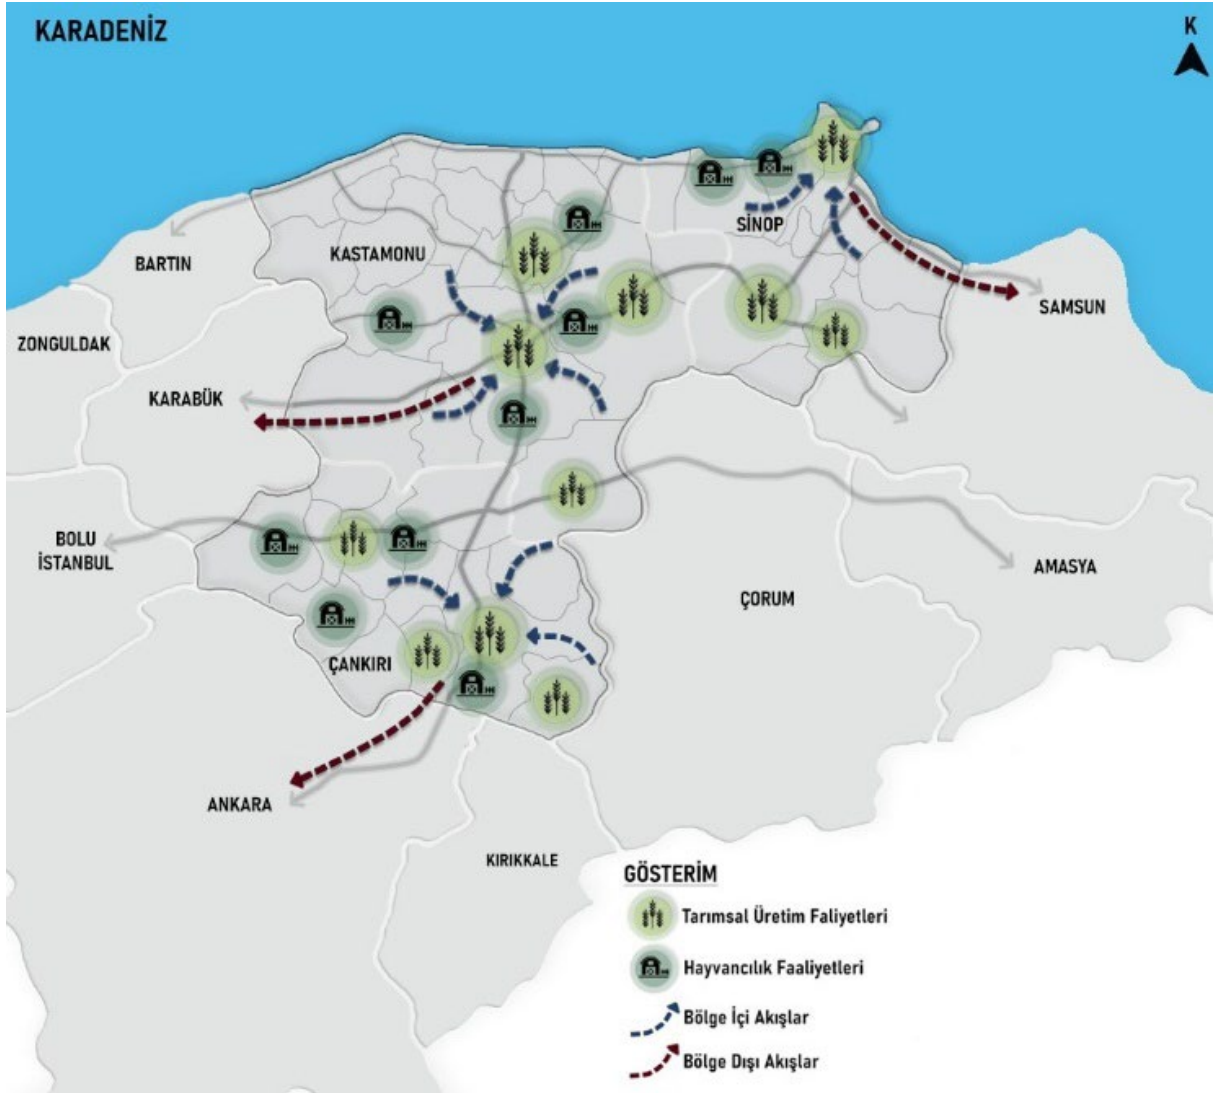 KARADENİZ
K
SİNOP
KASTAMONU
BARTIN
SAMSUN
ZONGULDAK
KARABÜK
BOLU
İSTANBUL
AMASYA
ÇORUM
ÇANKIRI
ANKARA
KIRIKKALE
GÖSTERİM
Tarımsal Üretim Faliyetleri
Hayvancılık Faaliyetleri
Bölge İçi Akışlar
Bölge Dışı Akışlar